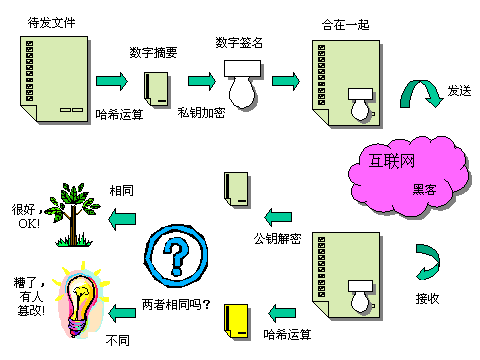 待发文件
数字摘要
数字签名
合在一起
哈希运算
私钥加密
发送
互联网
黑客
接收
公钥解密
哈希运算
两者相同吗?
相同
很好，
OK!
不同
糟了，
有人
篡改!